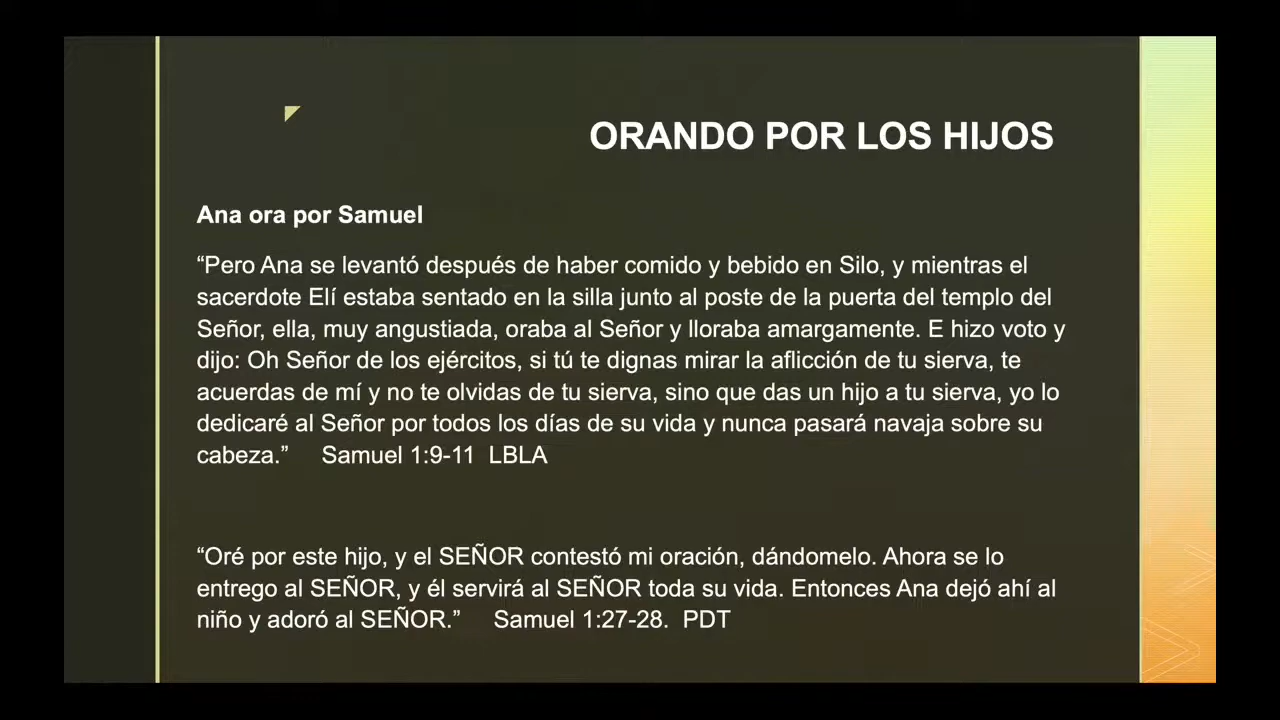 ORANDO POR LOS HIJOS
Ana ora por Samuel
“Pero Ana se levantó después de haber comido y bebido en Silo, y mientras el
sacerdote Elí estaba sentado en la silla junto al poste de la puerta del templo del
Señor, ella, muy angustiada, oraba al Señor y lloraba amargamente. E hizo voto y
dijo: Oh Señor de los ejércitos, si tú te dignas mirar la aflicción de tu sierva, te
acuerdas de mí y no te olvidas de tu sierva, sino que das un hijo a tu sierva, yo lo
dedicaré al Señor por todos los días de su vida y nunca pasará navaja sobre su
cabeza.” Samuel 1:9-11 LBLA
“Oré por este hijo, y el SEÑOR contestó mi oración, dándomelo. Ahora se lo
entrego al SEÑOR, y él servirá al SEÑOR toda su vida. Entonces Ana dejó ahí al
niño y adoró al SEÑOR.” Samuel 1:27-28. PDT